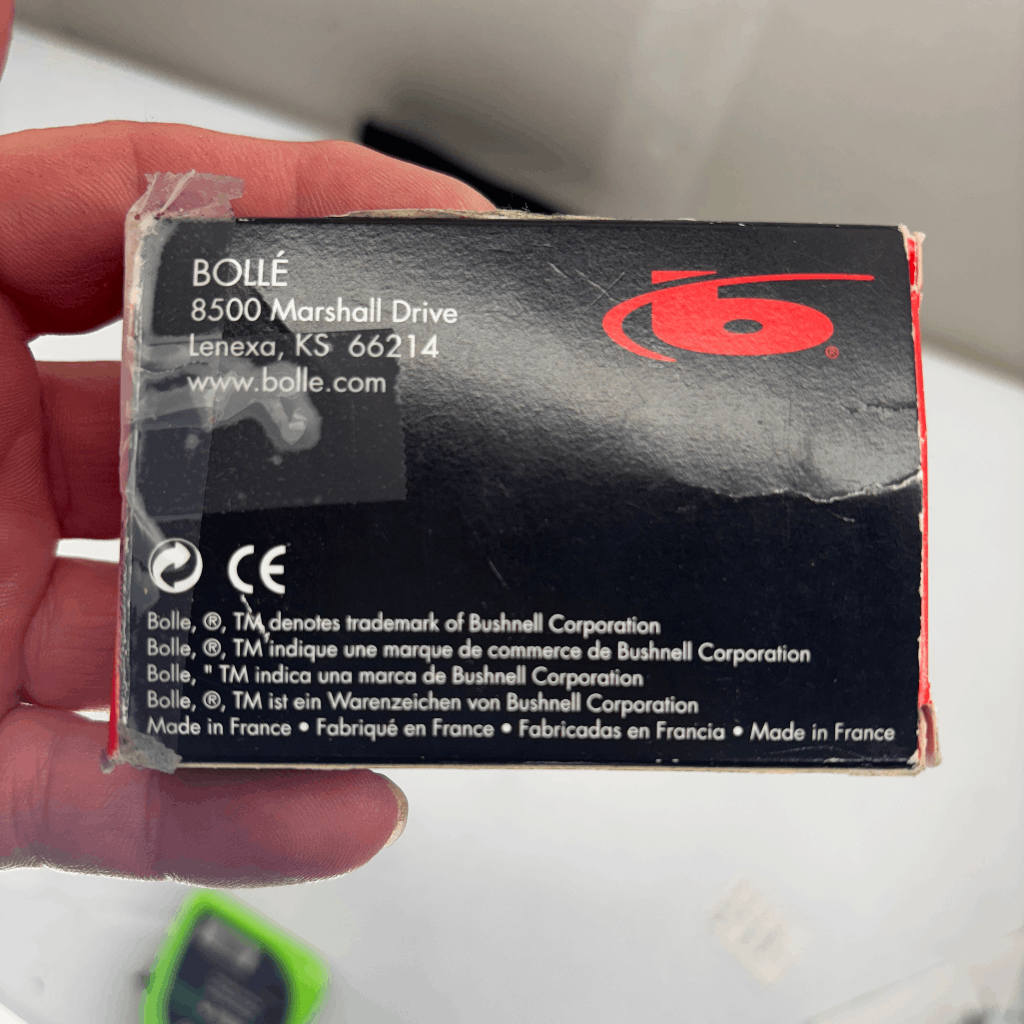 BOLLÉ
8500 Marshall Drive
Lenexa, KS 66214
www.bolle.com
b®
CE
Bolle, ®, TM denotes trademark of Bushnell Corporation
Bolle, ®, TM indique une marque de commerce de Bushnell Corporation
Bolle, " TM indica una marca de Bushnell Corporation
Bolle, ®, TM ist ein Warenzeichen von Bushnell Corporation
Made in France • Fabriqué en France • Fabricadas en Francia • Made in France